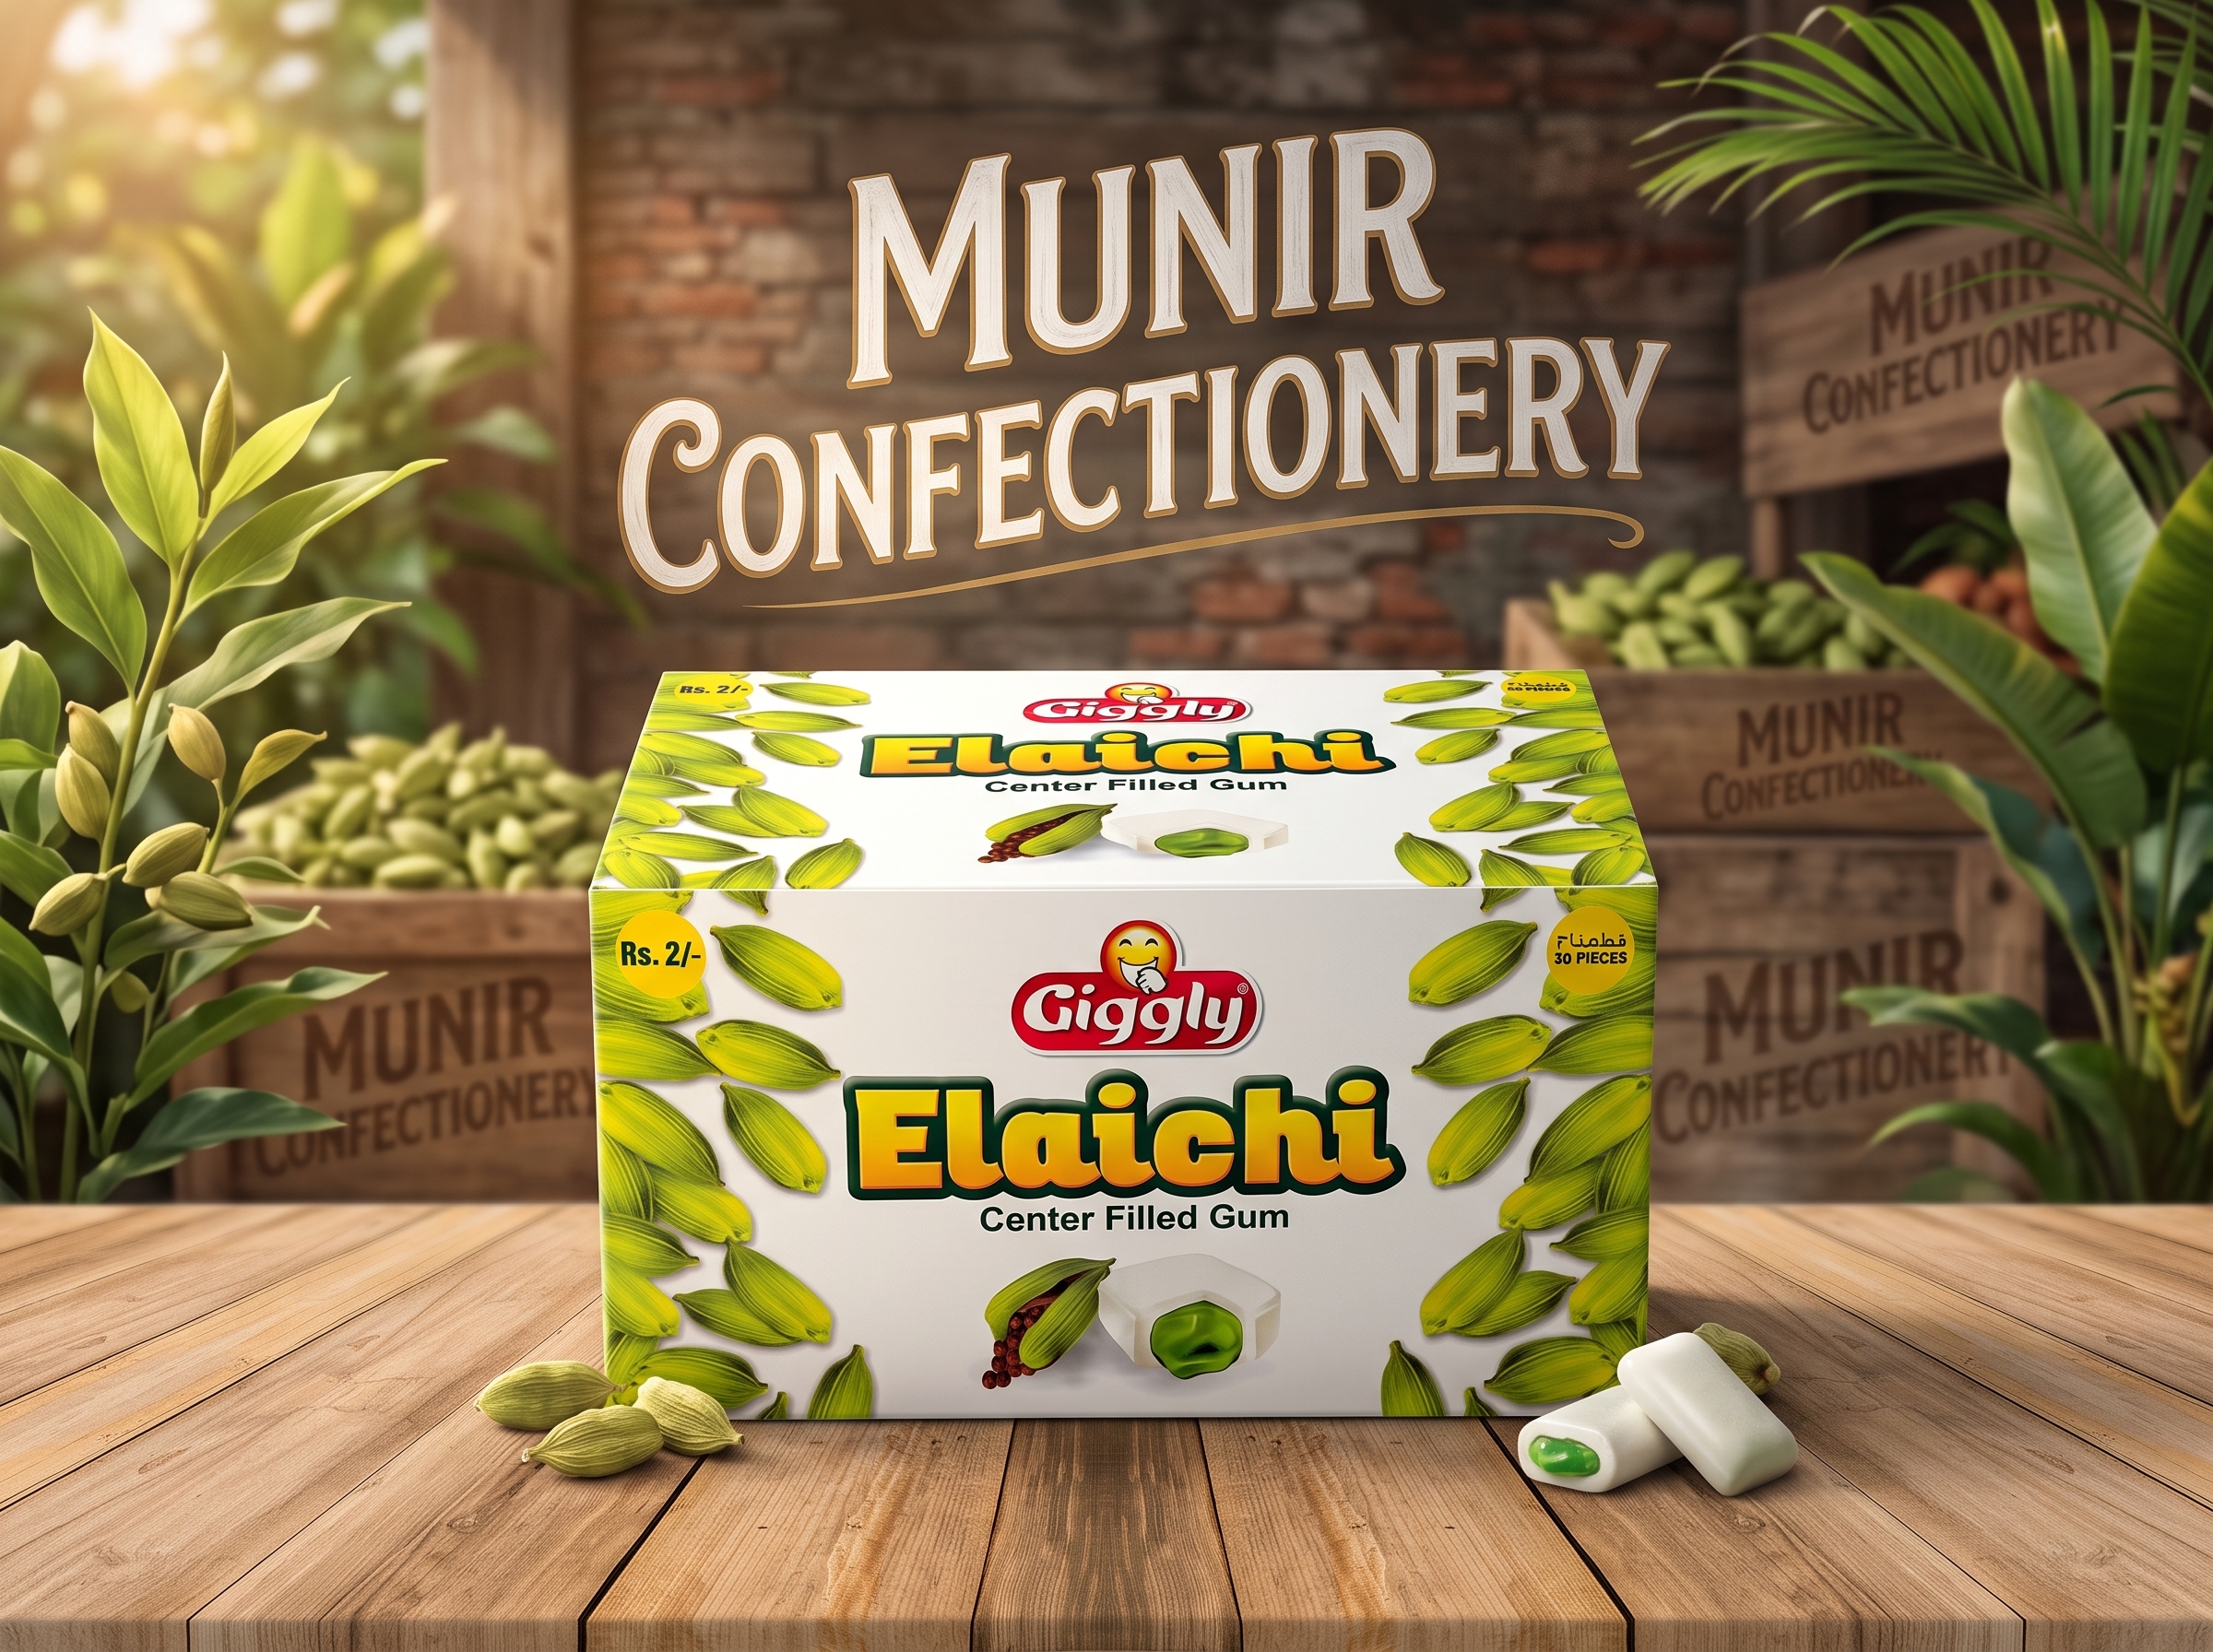 MUNIR
CONFECTIONERY
MUNIR
CONFECTIONERY
Rs. 2/-
Giggly
Elaichi
Center Filled Gum
MUNIR
CONFECTIONERY
Rs. 2/-
30 PIECES
Giggly®
Elaichi
Center Filled Gum
MUNIR
CONFECTIONERY
MUNIR
CONFECTIONERY